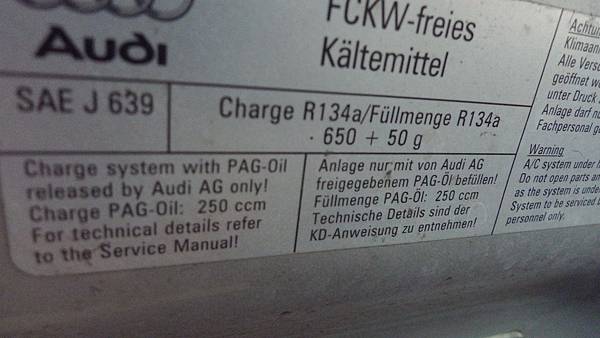 Audi
FCKW-freies
Kältemittel
SAE J 639
Charge R134a/Füllmenge R134a
650 + 50 g
Charge system with PAG-Oil
released by Audi AG only!
Charge PAG-Oil: 250 ccm
For technical details refer
to the Service Manual!
Anlage nur mit von Audi AG
freigegebenem PAG-Öl befüllen!
Füllmenge PAG-Öl: 250 ccm
Technische Details sind der
KD-Anweisung zu entnehmen!
Achtu
Klimaan
Alle Versc
geöffnet w
unter Druck
Anlage darf n
Fachpersonal g
Warning
A/C system under h
Do not open parts an
as the system is under
System to be serviced b
personnel only.